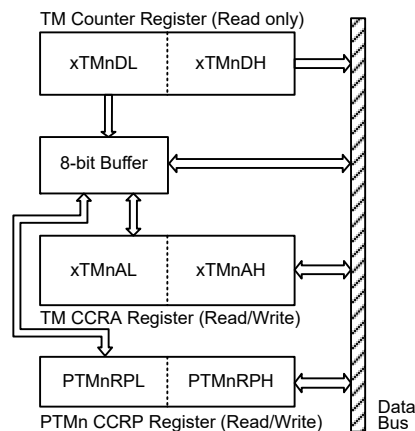 TM Counter Register (Read only)
xTMnDL xTMnDH
8-bit Buffer
xTMnAL xTMnAH
TM CCRA Register (Read/Write)
PTMnRPL PTMnRPH
PTMn CCRP Register (Read/Write)
Data
Bus